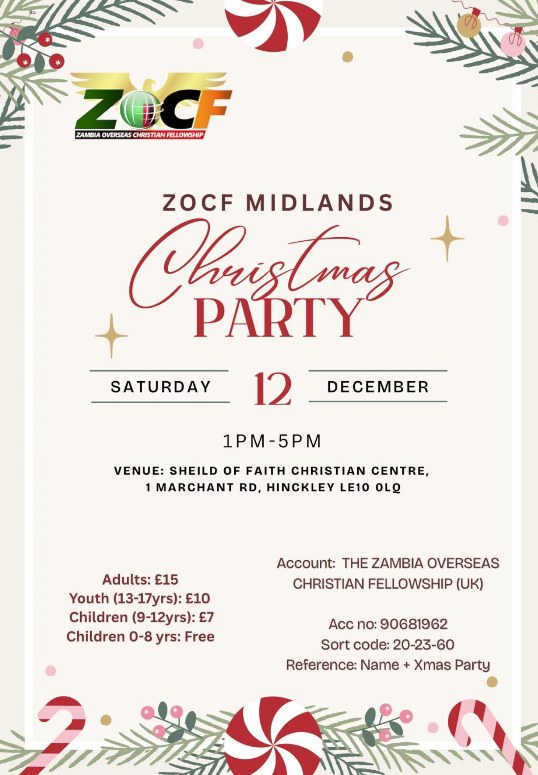 ZOCF
ZAMBIA OVERSEAS CHRISTIAN FELLOWSHIP
ZOCF MIDLANDS
Christmas
PARTY
SATURDAY 12 DECEMBER
1PM-5PM
VENUE: SHEILD OF FAITH CHRISTIAN CENTRE,
1 MARCHANT RD, HINCKLEY LE10 0LQ
Adults: £15
Youth (13-17yrs): £10
Children (9-12yrs): £7
Children 0-8 yrs: Free
Account: THE ZAMBIA OVERSEAS
CHRISTIAN FELLOWSHIP (UK)
Acc no: 90681962
Sort code: 20-23-60
Reference: Name + Xmas Party